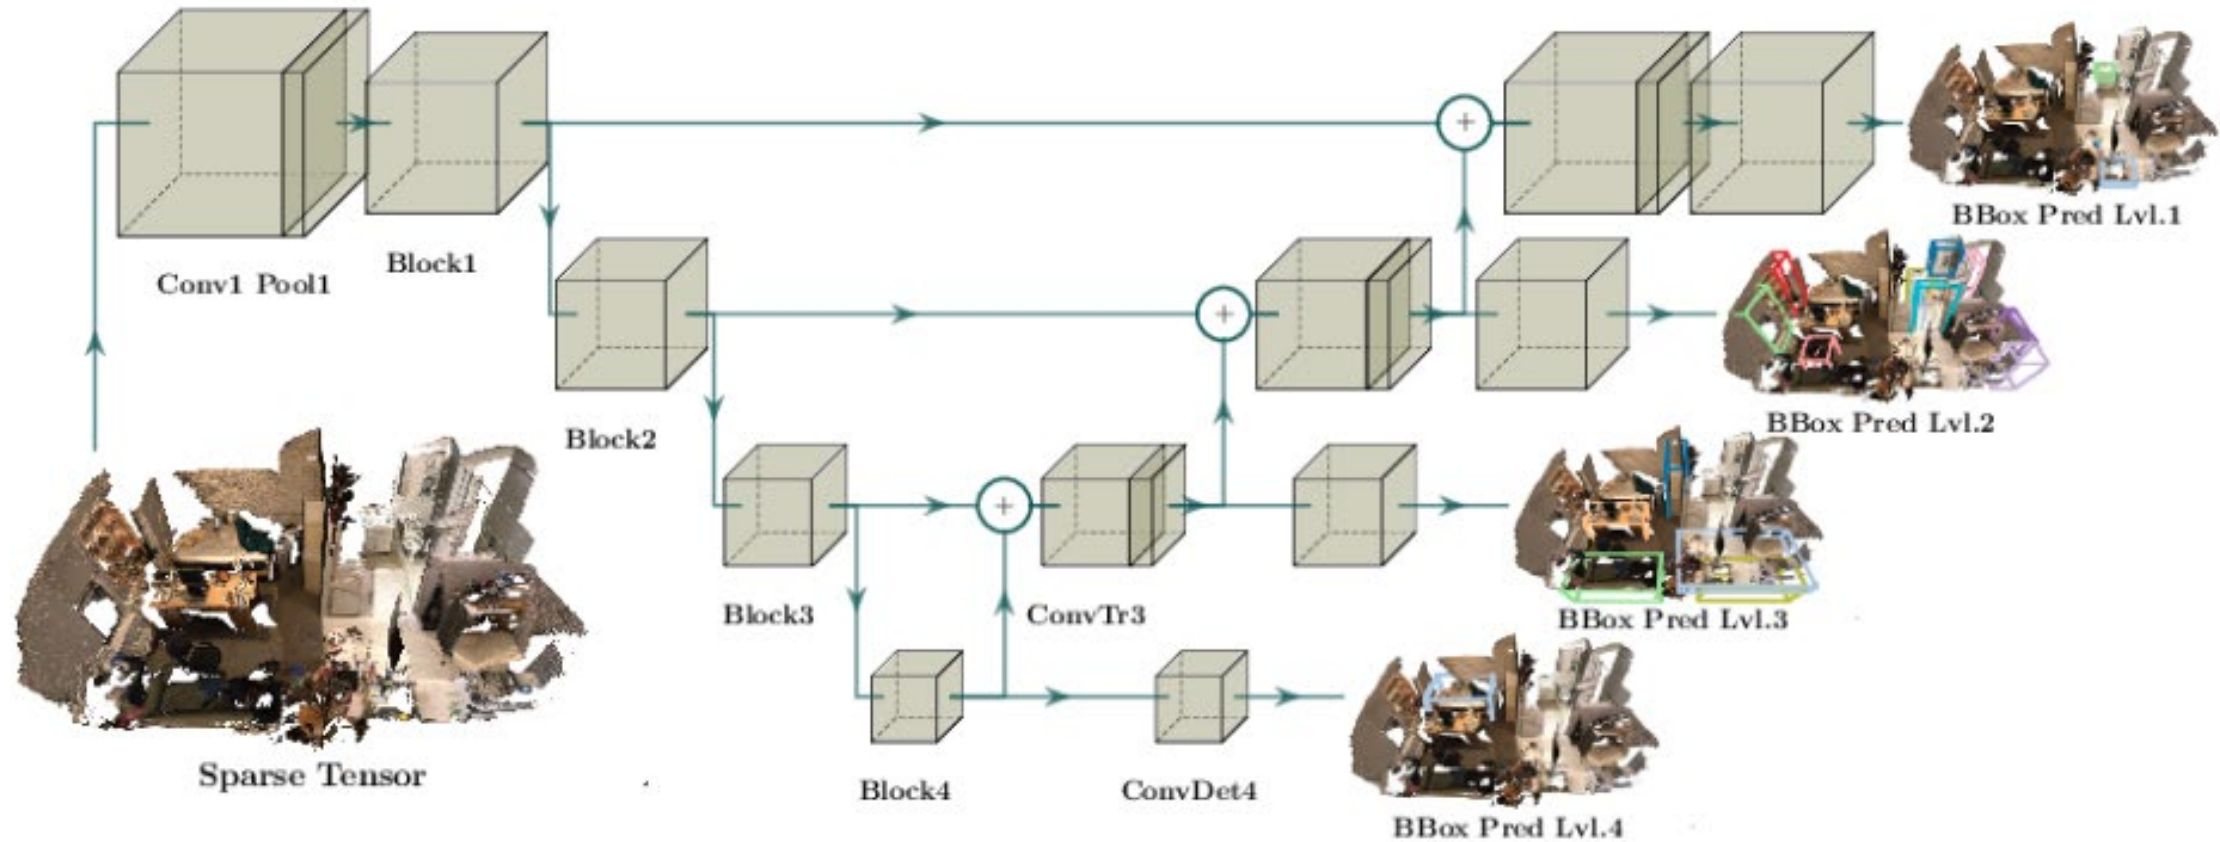 Conv1 Pool1
Block1
BBox Pred Lvl.1
Block2
BBox Pred Lvl.2
Block3
ConvTr3
BBox Pred Lvl.3
Sparse Tensor
Block4
ConvDet4
BBox Pred Lvl.4